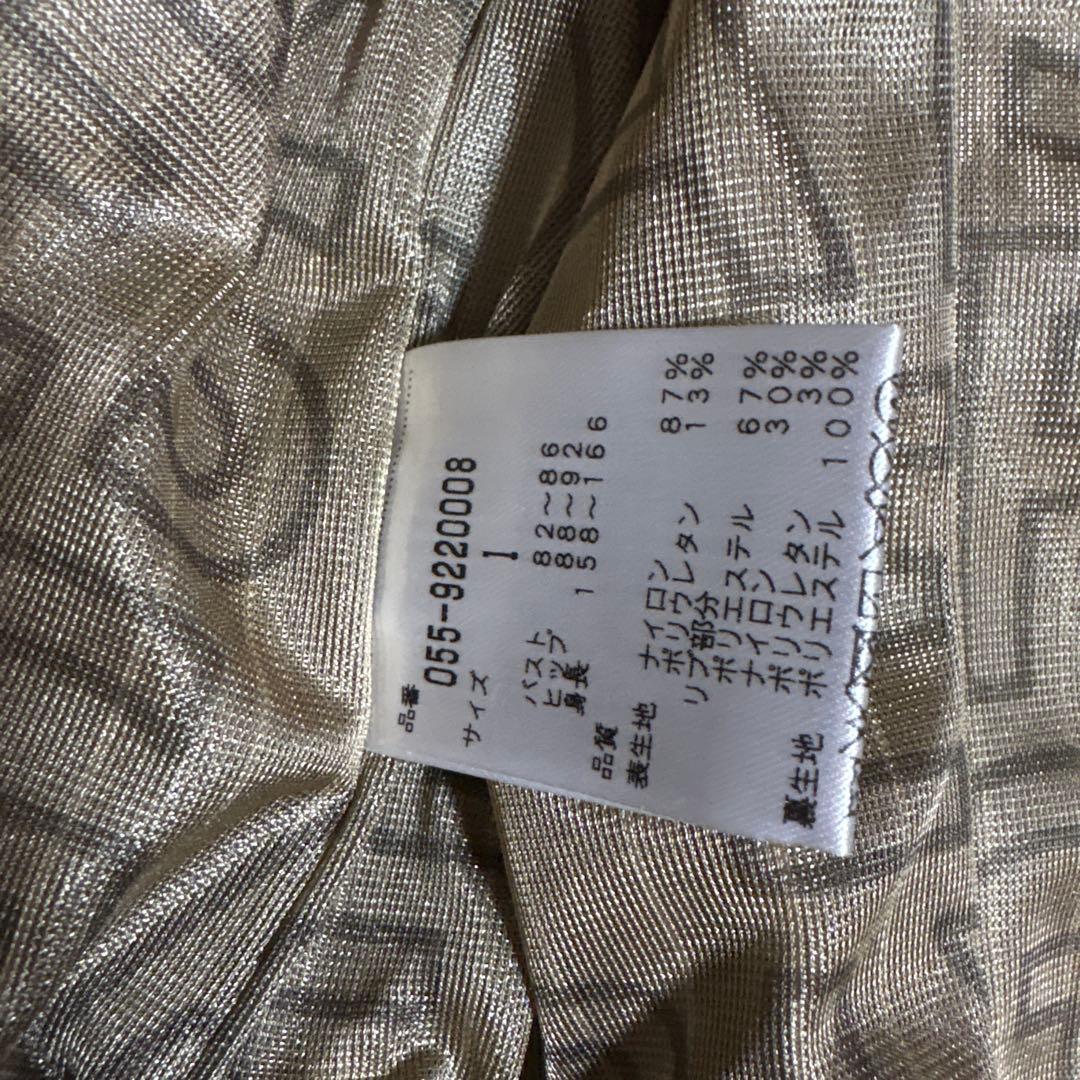 品番
055-9220008
サイズ 1
バスト 82～86
ヒップ 88～92
身長 158～166
品質
表生地 ナイロン 87%
ポリウレタン 13%
リブ部分
ポリエステル 67%
ナイロン 30%
ポリウレタン 3%
裏生地 ポリエステル 100%